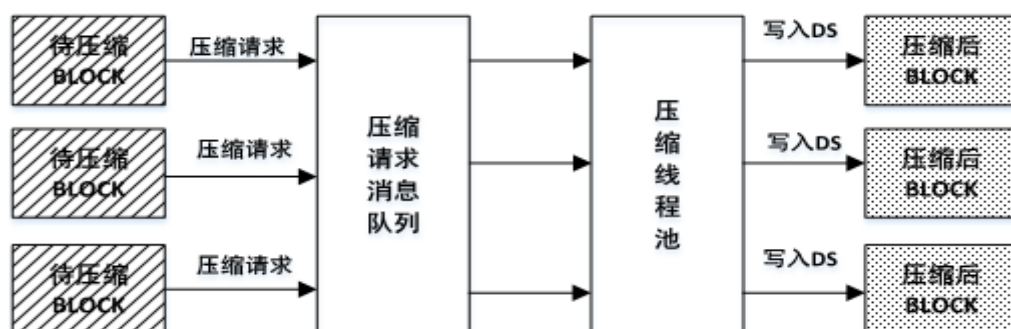 待压缩
BLOCK
压缩请求
待压缩
BLOCK
压缩请求
待压缩
BLOCK
压缩请求
压缩
请求
消息
队列
压
缩
线
程
池
写入DS
压缩后
BLOCK
写入DS
压缩后
BLOCK
写入DS
压缩后
BLOCK